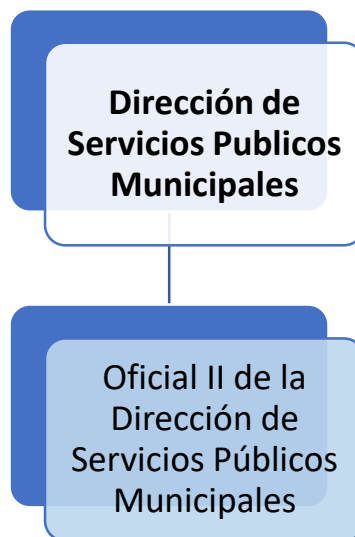 Dirección de
Servicios Publicos
Municipales
Oficial II de la
Dirección de
Servicios Públicos
Municipales